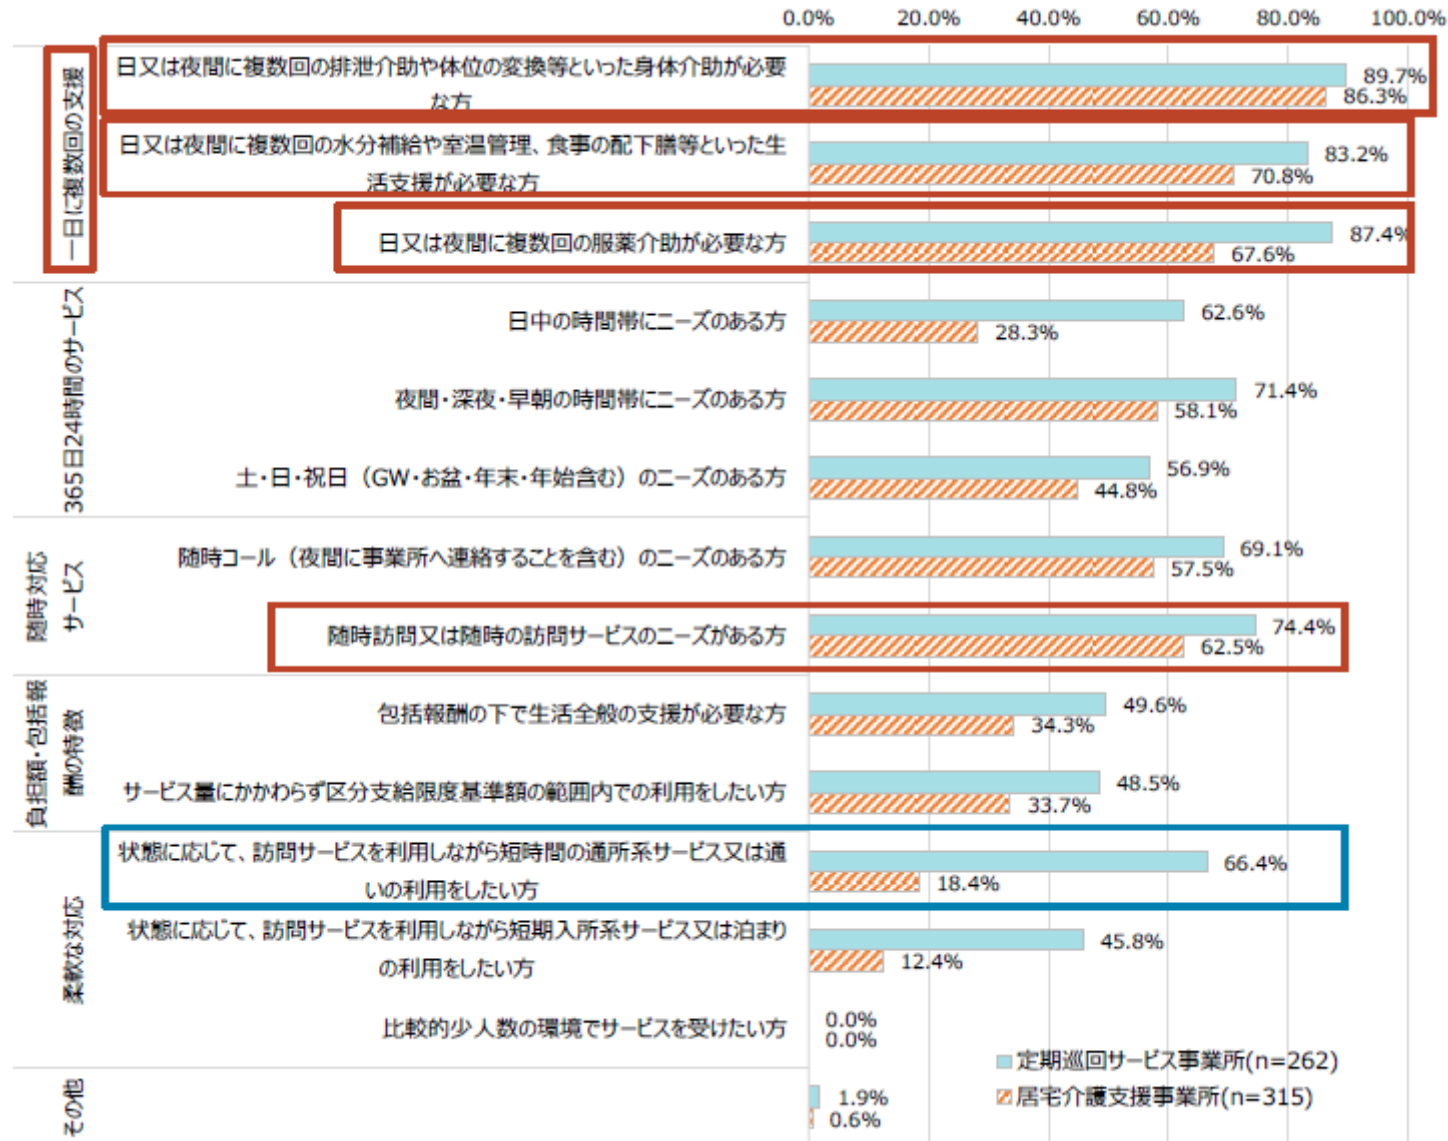 0.0% 20.0% 40.0% 60.0% 80.0% 100.0%
一日に複数回の支援
日又は夜間に複数回の排泄介助や体位の変換等といった身体介助が必要
な方
89.7%
86.3%
日又は夜間に複数回の水分補給や室温管理、食事の配下膳等といった生
活支援が必要な方
83.2%
70.8%
日又は夜間に複数回の服薬介助が必要な方
87.4%
67.6%
365日24時間のサービス
日中の時間帯にニーズのある方
62.6%
28.3%
夜間・深夜・早朝の時間帯にニーズのある方
71.4%
58.1%
土・日・祝日（GW・お盆・年末・年始含む）のニーズのある方
56.9%
44.8%
随時対応
サービス
随時コール（夜間に事業所へ連絡することを含む）のニーズのある方
69.1%
57.5%
随時訪問又は随時の訪問サービスのニーズがある方
74.4%
62.5%
負担額・包括報
酬の特徴
包括報酬の下で生活全般の支援が必要な方
49.6%
34.3%
サービス量にかかわらず区分支給限度基準額の範囲内での利用をしたい方
48.5%
33.7%
柔軟な対応
状態に応じて、訪問サービスを利用しながら短時間の通所系サービス又は通
いの利用をしたい方
66.4%
18.4%
状態に応じて、訪問サービスを利用しながら短期入所系サービス又は泊まり
の利用をしたい方
45.8%
12.4%
比較的少人数の環境でサービスを受けたい方
0.0%
0.0%
その他
1.9%
0.6%
定期巡回サービス事業所(n=262)
居宅介護支援事業所(n=315)